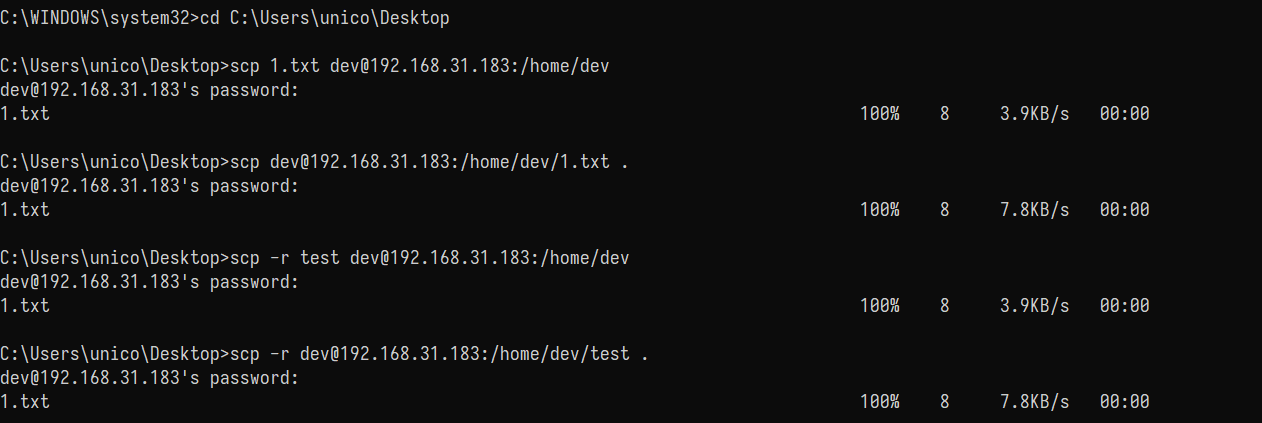 C:\WINDOWS\system32>cd C:\Users\unico\Desktop
C:\Users\unico\Desktop>scp 1.txt dev@192.168.31.183:/home/dev
dev@192.168.31.183's password:
1.txt 100% 8 3.9KB/s 00:00
C:\Users\unico\Desktop>scp dev@192.168.31.183:/home/dev/1.txt .
dev@192.168.31.183's password:
1.txt 100% 8 7.8KB/s 00:00
C:\Users\unico\Desktop>scp -r test dev@192.168.31.183:/home/dev
dev@192.168.31.183's password:
1.txt 100% 8 3.9KB/s 00:00
C:\Users\unico\Desktop>scp -r dev@192.168.31.183:/home/dev/test .
dev@192.168.31.183's password:
1.txt 100% 8 7.8KB/s 00:00